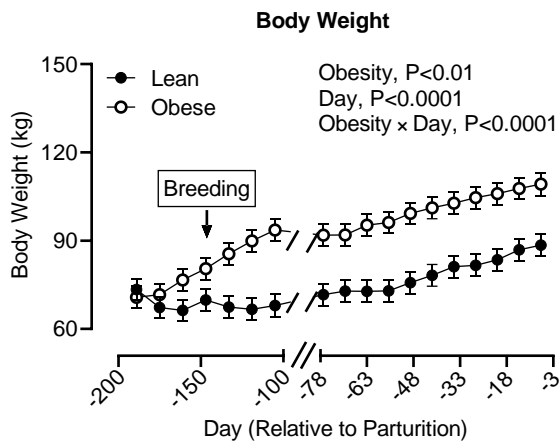 Body Weight
150
120
90
60
Body Weight (kg)
Lean
Obese
Obesity, P<0.01
Day, P<0.0001
Obesity × Day, P<0.0001
Breeding
-200
-150
-100
-78
-63
-48
-33
-18
-3
Day (Relative to Parturition)